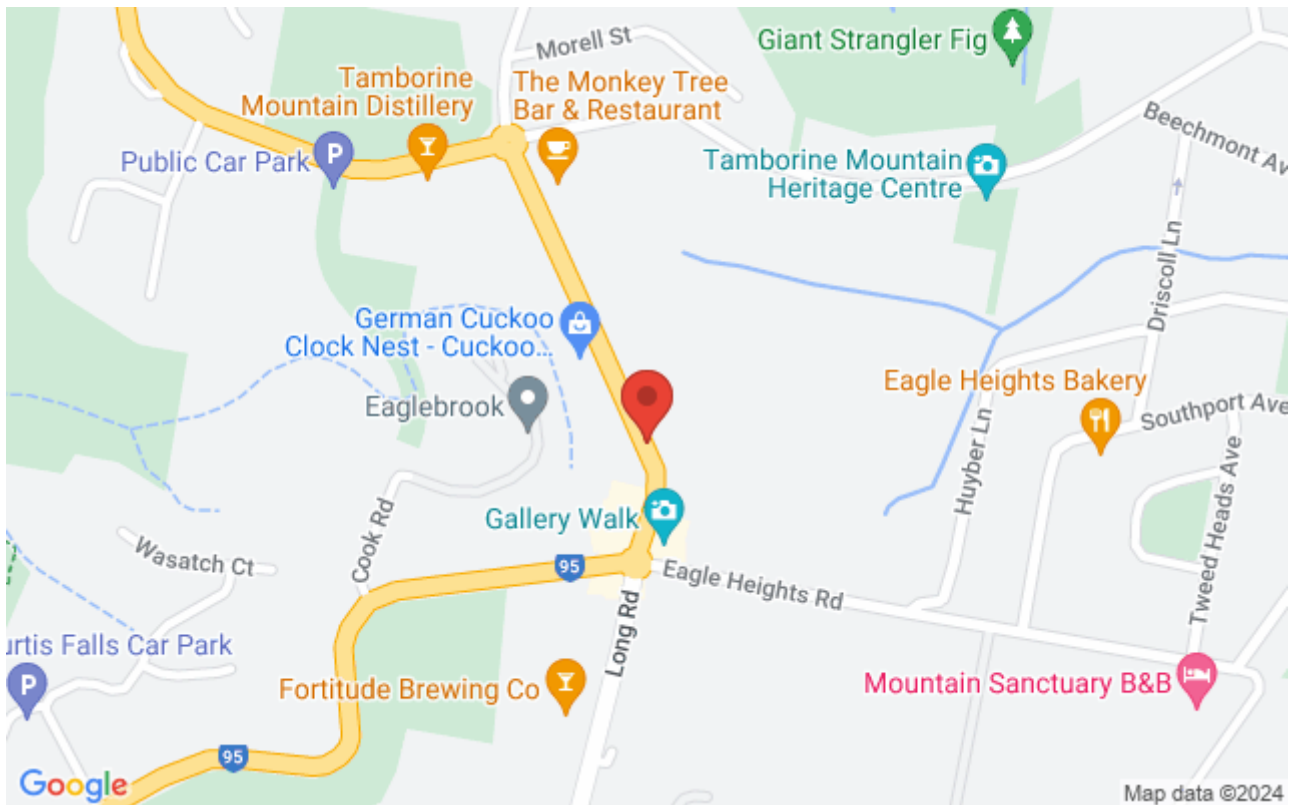 Morell St
Giant Strangler Fig
Tamborine
Mountain Distillery
The Monkey Tree
Bar & Restaurant
Beechmont Av
P
Public Car Park
Tamborine Mountain
Heritage Centre
Driscoll Ln
German Cuckoo
Clock Nest - Cuckoo...
Eagle Heights Bakery
Eaglebrook
Southport Ave
Huyber Ln
Gallery Walk
Cook Rd
Wasatch Ct
95
Eagle Heights Rd
Tweed Heads Ave
Long Rd
urtis Falls Car Park
P
Fortitude Brewing Co
Mountain Sanctuary B&B
95
Google
Map data ©2024